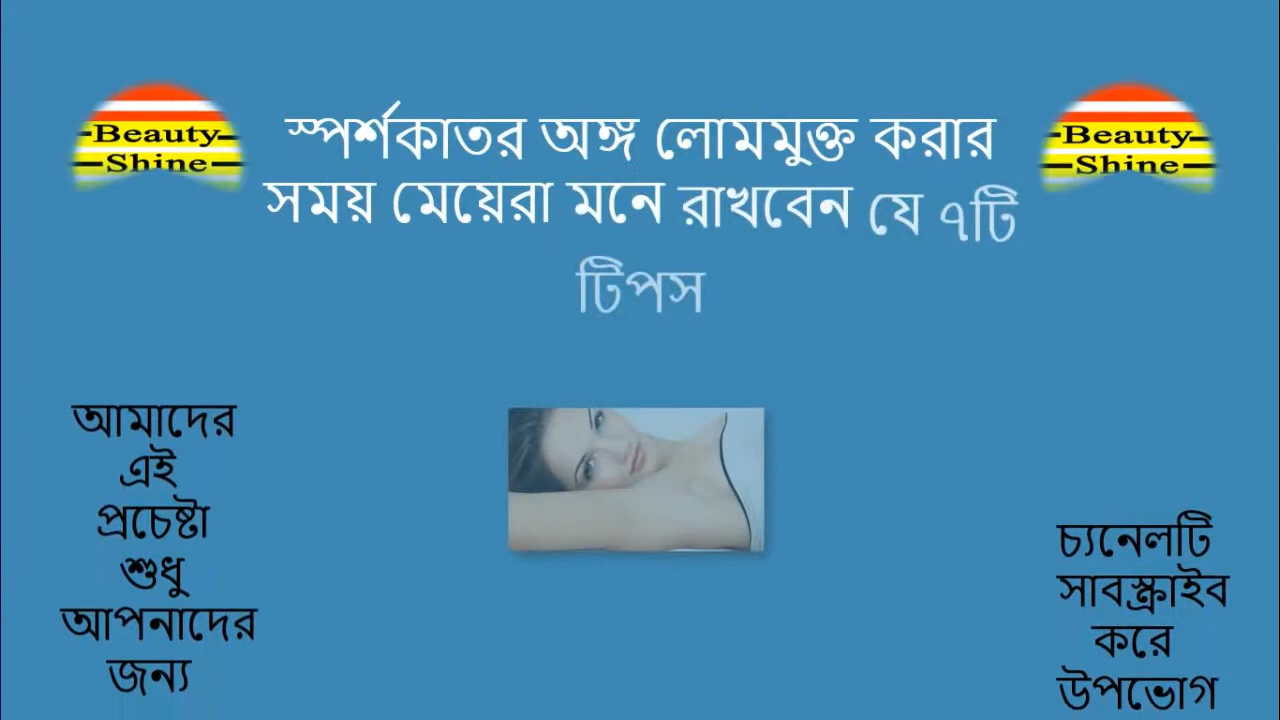 Beauty
Shine
স্পর্শকাতর অঙ্গ লোমমুক্ত করার
সময় মেয়েরা মনে রাখবেন যে ৭টি
টিপস
Beauty
Shine
আমাদের
এই
প্রচেষ্টা
শুধু
আপনাদের
জন্য
চ্যনেলটি
সাবস্ক্রাইব
করে
উপভোগ